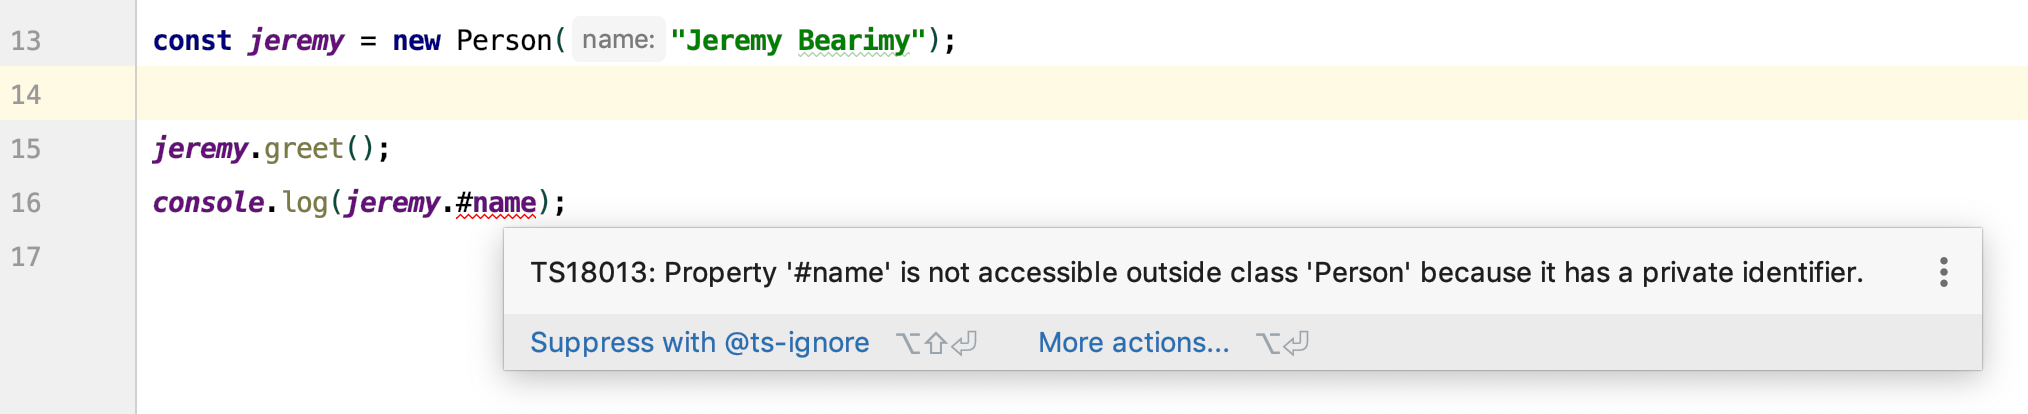 13 const jeremy = new Person( name: "Jeremy Bearimy");
14
15 jeremy.greet();
16 console.log(jeremy.#name);
17
TS18013: Property '#name' is not accessible outside class 'Person' because it has a private identifier.
Suppress with @ts-ignore ⌥⇧⏎ More actions... ⌥⏎